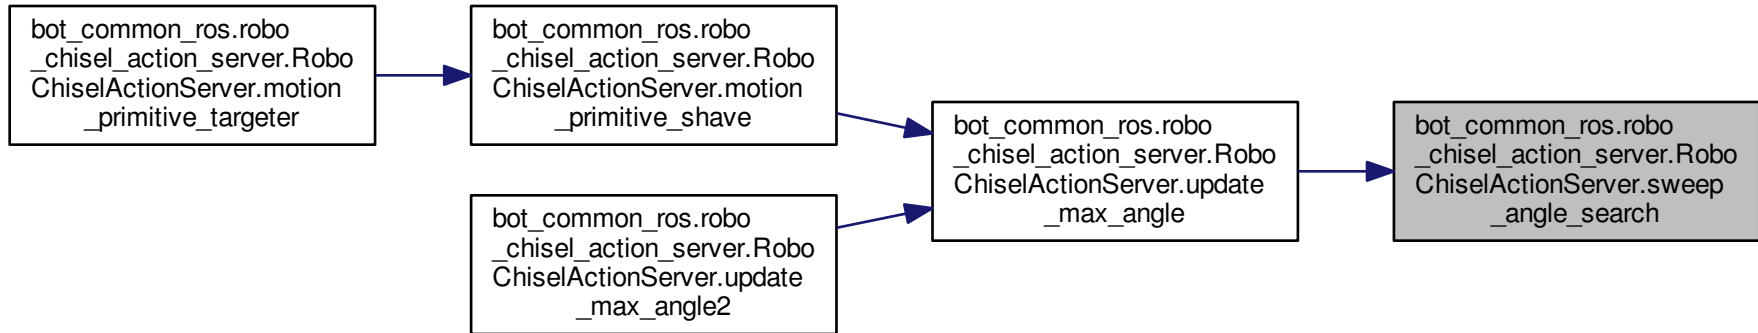 bot_common_ros.robo
_chisel_action_server.Robo
ChiselActionServer.motion
_primitive_targeter
bot_common_ros.robo
_chisel_action_server.Robo
ChiselActionServer.motion
_primitive_shave
bot_common_ros.robo
_chisel_action_server.Robo
ChiselActionServer.update
_max_angle2
bot_common_ros.robo
_chisel_action_server.Robo
ChiselActionServer.update
_max_angle
bot_common_ros.robo
_chisel_action_server.Robo
ChiselActionServer.sweep
_angle_search